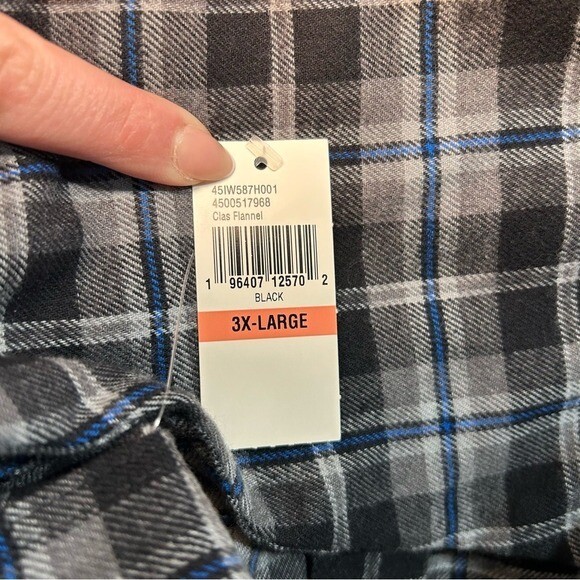 45IW587H001
4500517968
Clas Flannel
1 96407 12570 2
BLACK
3X-LARGE